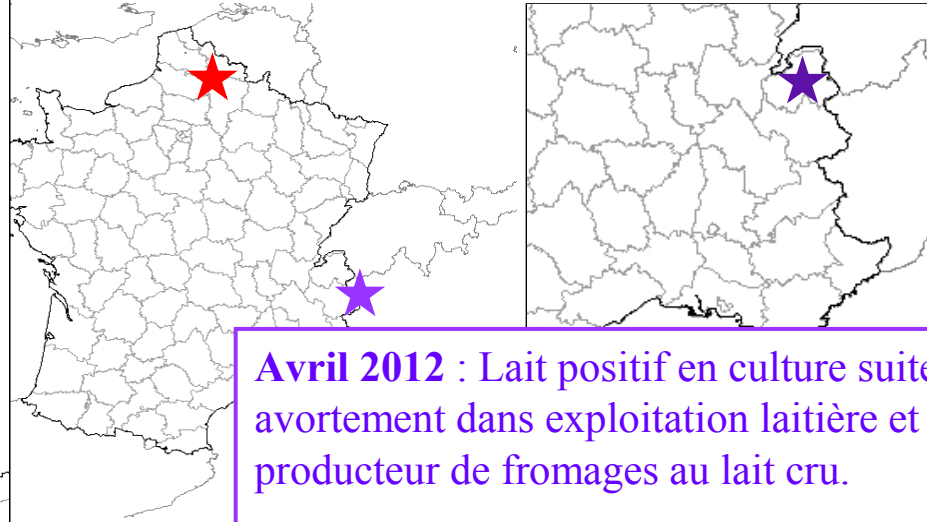 Avril 2012 : Lait positif en culture suite
avortement dans exploitation laitière et
producteur de fromages au lait cru.